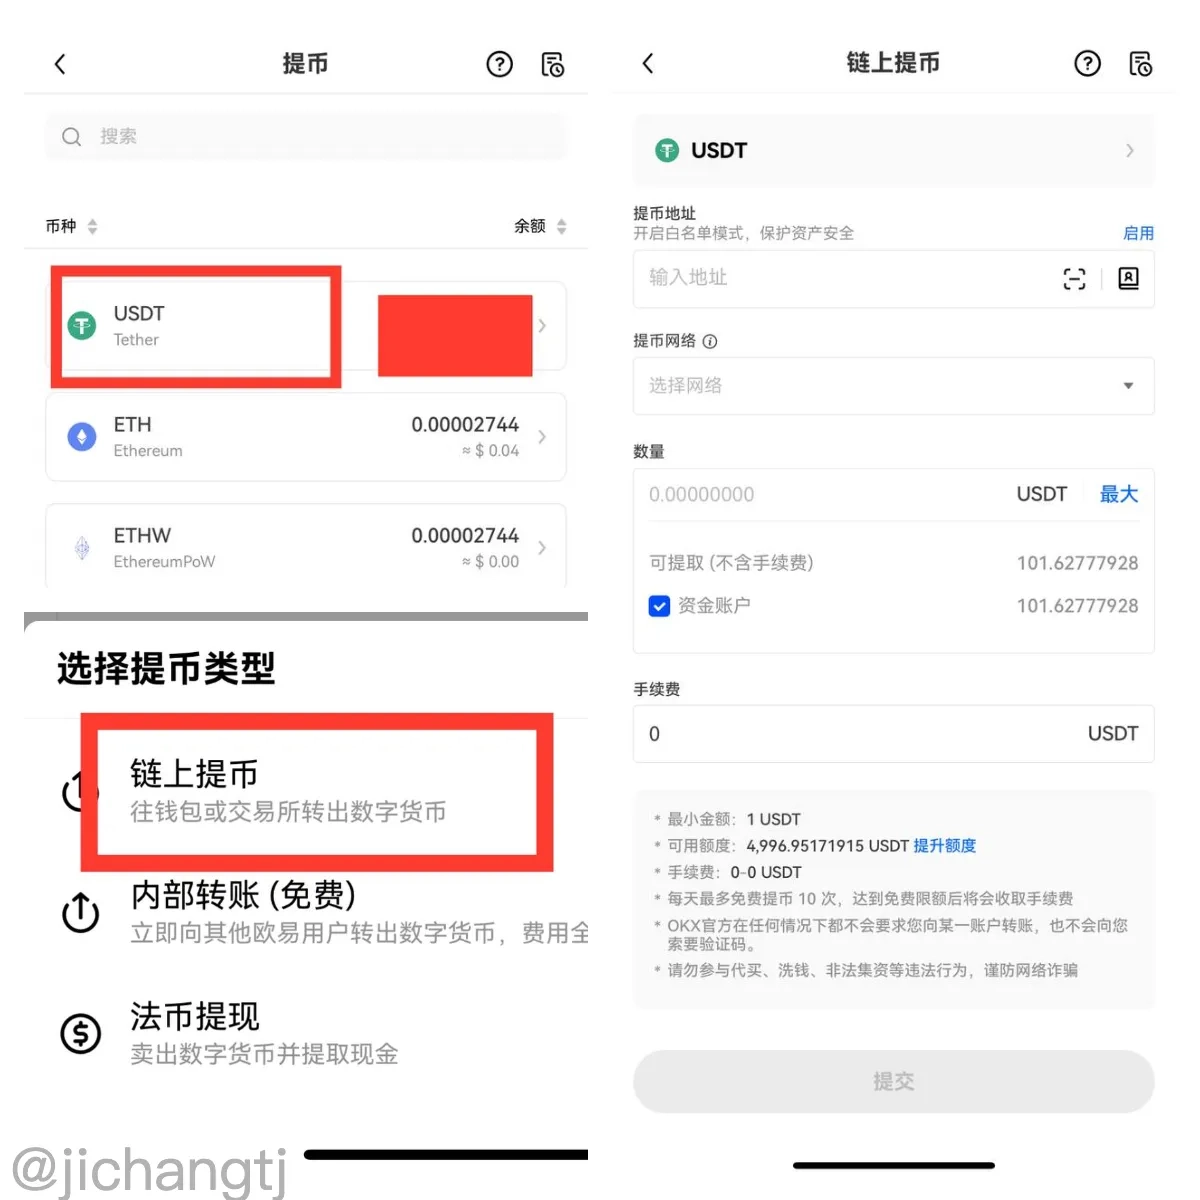 提币
搜索
币种
余额
USDT
Tether
ETH
0.00002744
Ethereum
≈ $ 0.04
ETHW
0.00002744
EthereumPoW
≈ $ 0.00
选择提币类型
链上提币
往钱包或交易所转出数字货币
内部转账 (免费)
立即向其他欧易用户转出数字货币，费用全
法币提现
卖出数字货币并提取现金
@jichangtj
链上提币
USDT
提币地址
开启白名单模式，保护资产安全
启用
输入地址
提币网络
选择网络
数量
0.00000000
USDT
最大
可提取 (不含手续费)
101.62777928
资金账户
101.62777928
手续费
0
USDT
* 最小金额： 1 USDT
* 可用额度： 4,996.95171915 USDT 提升额度
* 手续费： 0-0 USDT
* 每天最多免费提币 10 次，达到免费限额后将会收取手续费
* OKX官方在任何情况下都不会要求您向某一账户转账，也不会向您
索要验证码。
* 请勿参与代买、洗钱、非法集资等违法行为，谨防网络诈骗
提交